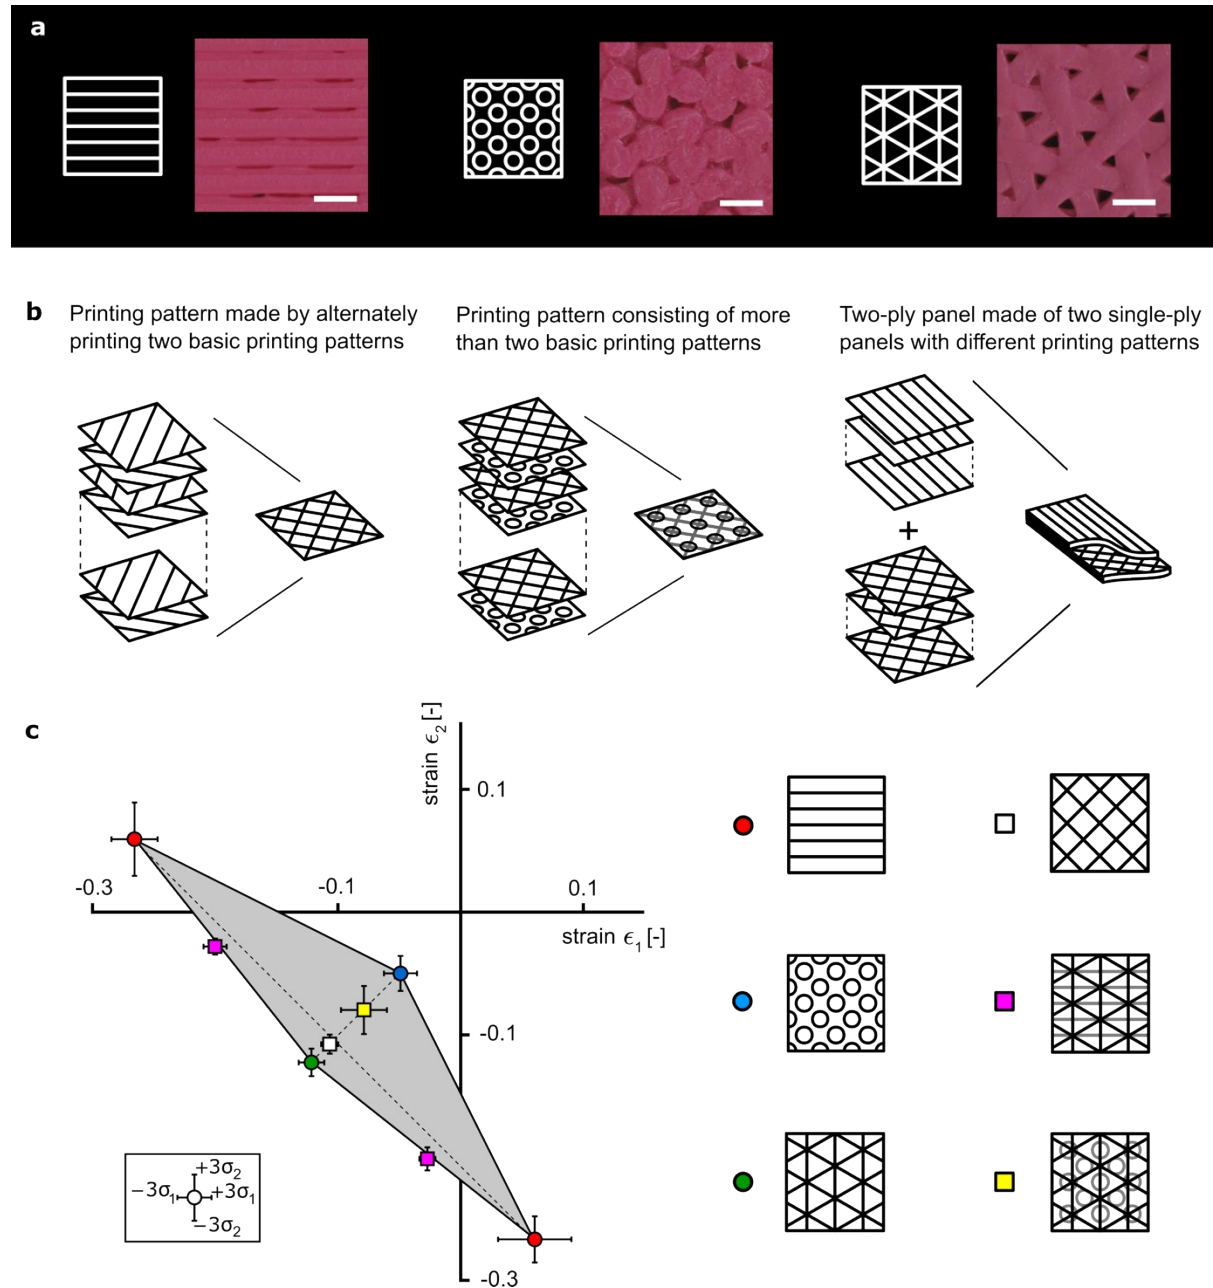 a
b
Printing pattern made by alternately
printing two basic printing patterns
Printing pattern consisting of more
than two basic printing patterns
Two-ply panel made of two single-ply
panels with different printing patterns
+
c
strain ϵ₂ [-]
0.1
-0.3
-0.1
0.1
strain ϵ₁ [-]
-0.1
-0.3
+3σ₂
−3σ₁
+3σ₁
−3σ₂